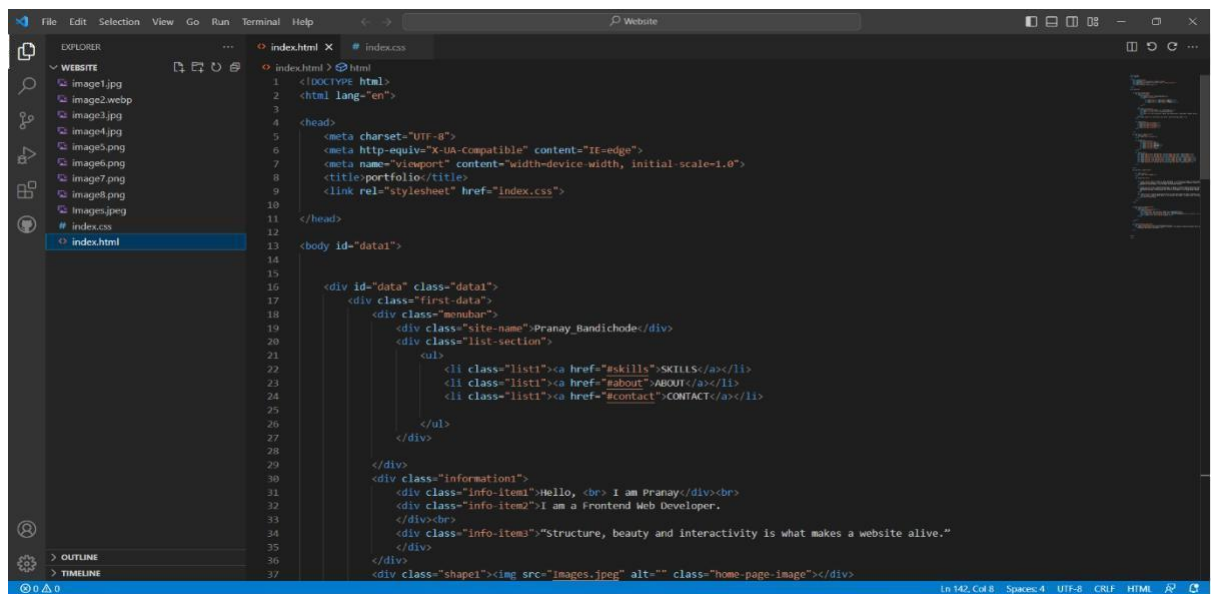 File Edit Selection View Go Run Terminal Help
Website
EXPLORER
WEBSITE
image1.jpg
image2.webp
image3.jpg
image4.jpg
image5.png
image6.png
image7.png
image8.png
Images.jpeg
# index.css
<> index.html
OUTLINE
TIMELINE
<> index.html X # index.css
<> index.html > html
1 <!DOCTYPE html>
2 <html lang="en">
3
4 <head>
5 <meta charset="UTF-8">
6 <meta http-equiv="X-UA-Compatible" content="IE=edge">
7 <meta name="viewport" content="width=device-width, initial-scale=1.0">
8 <title>portfolio</title>
9 <link rel="stylesheet" href="index.css">
10
11 </head>
12
13 <body id="data1">
14
15
16 <div id="data" class="data1">
17 <div class="first-data">
18 <div class="menubar">
19 <div class="site-name">Pranay_Bandichode</div>
20 <div class="list-section">
21 <ul>
22 <li class="list1"><a href="#skills">SKILLS</a></li>
23 <li class="list1"><a href="#about">ABOUT</a></li>
24 <li class="list1"><a href="#contact">CONTACT</a></li>
25
26 </ul>
27 </div>
28
29 </div>
30 <div class="information1">
31 <div class="info-item1">Hello, <br> I am Pranay</div><br>
32 <div class="info-item2">I am a Frontend Web Developer.
33 </div><br>
34 <div class="info-item3">“Structure, beauty and interactivity is what makes a website alive.”
35 </div>
36 </div>
37 <div class="shape1"><img src="Images.jpeg" alt="" class="home-page-image"></div>
0 0
Ln 142, Col 8 Spaces: 4 UTF-8 CRLF HTML